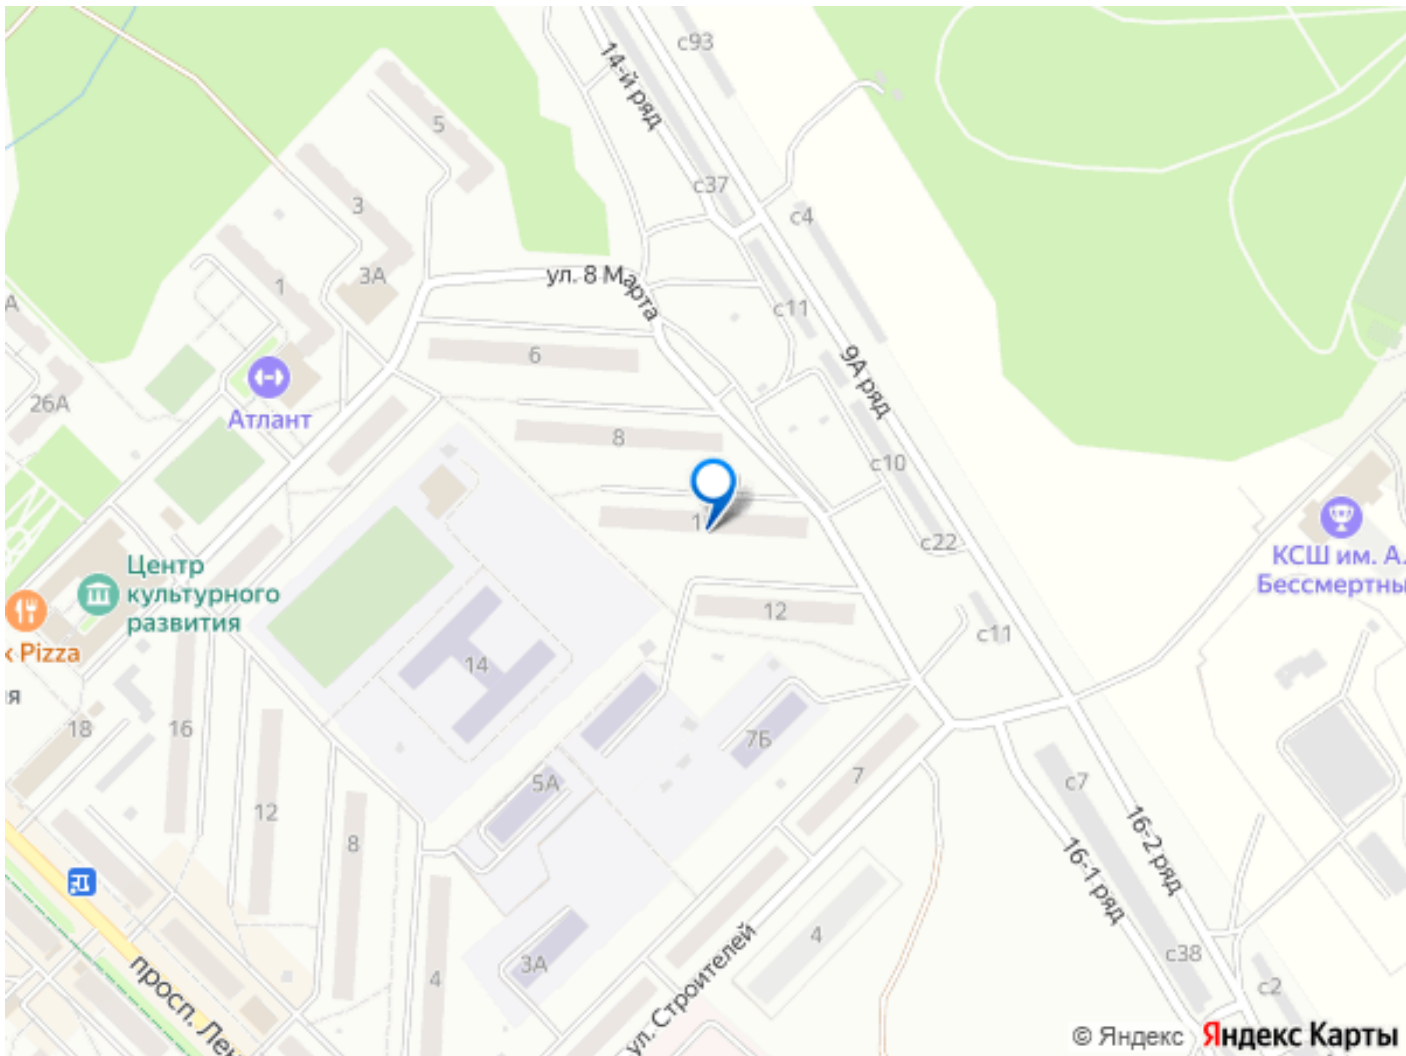 с93
14-й ряд
5
с37
3
с4
3А
ул. 8 Марта
1
с11
А
6
9А ряд
26А
Атлант
8
с10
с22
КСШ им. А.
Бессмертны
Центр
культурного
развития
12
с11
Pizza
14
я
18
16
7Б
7
5А
с7
12
8
16-2 ряд
16-1 ряд
4
с38
3А
4
с2
просп. Лен
ул. Строителей
© Яндекс Яндекс Карты